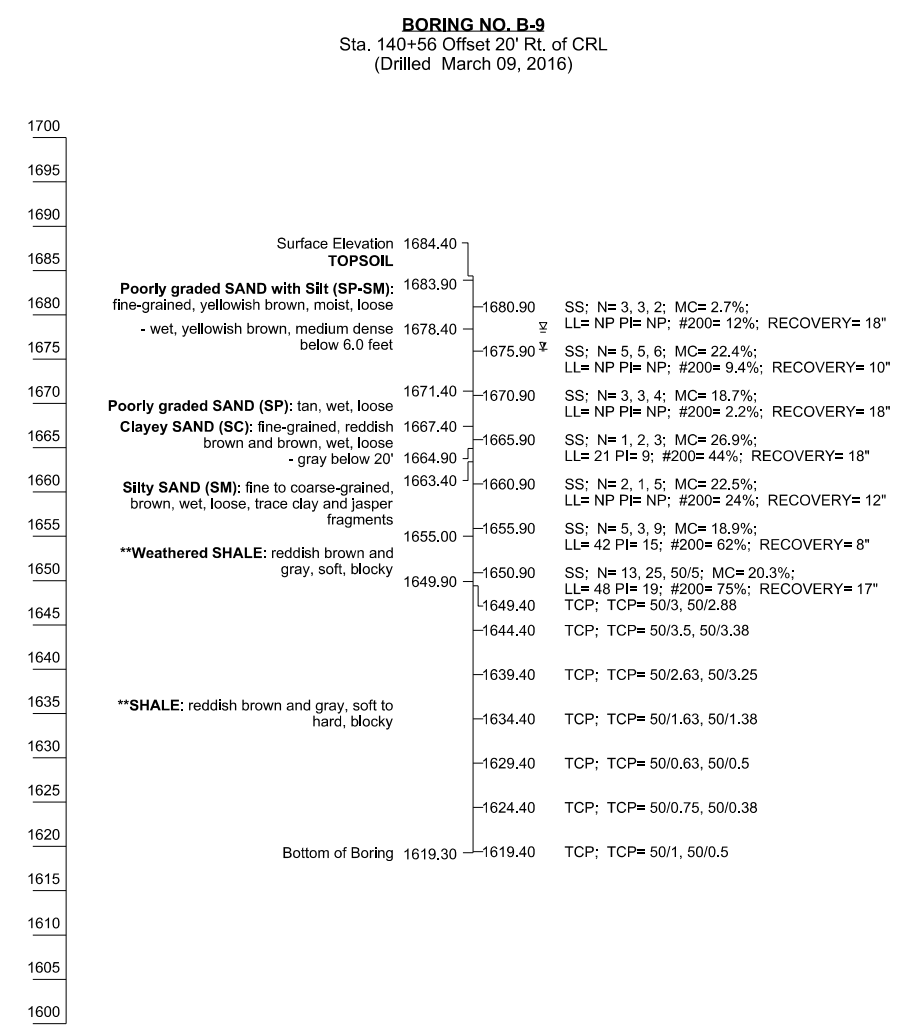 BORING NO. B-9
Sta. 140+56 Offset 20' Rt. of CRL
(Drilled March 09, 2016)
1700
1695
1690
1685
1680
1675
1670
1665
1660
1655
1650
1645
1640
1635
1630
1625
1620
1615
1610
1605
1600
Surface Elevation 1684.40
TOPSOIL
1683.90
Poorly graded SAND with Silt (SP-SM):
fine-grained, yellowish brown, moist, loose
- wet, yellowish brown, medium dense 1678.40
below 6.0 feet
1671.40
Poorly graded SAND (SP): tan, wet, loose
Clayey SAND (SC): fine-grained, reddish 1667.40
brown and brown, wet, loose
- gray below 20' 1664.90
1663.40
Silty SAND (SM): fine to coarse-grained,
brown, wet, loose, trace clay and jasper
fragments
1655.00
**Weathered SHALE: reddish brown and
gray, soft, blocky
1649.90
**SHALE: reddish brown and gray, soft to
hard, blocky
Bottom of Boring 1619.30
1680.90 SS; N= 3, 3, 2; MC= 2.7%;
LL= NP PI= NP; #200= 12%; RECOVERY= 18"
1675.90 SS; N= 5, 5, 6; MC= 22.4%;
LL= NP PI= NP; #200= 9.4%; RECOVERY= 10"
1670.90 SS; N= 3, 3, 4; MC= 18.7%;
LL= NP PI= NP; #200= 2.2%; RECOVERY= 18"
1665.90 SS; N= 1, 2, 3; MC= 26.9%;
LL= 21 PI= 9; #200= 44%; RECOVERY= 18"
1660.90 SS; N= 2, 1, 5; MC= 22.5%;
LL= NP PI= NP; #200= 24%; RECOVERY= 12"
1655.90 SS; N= 5, 3, 9; MC= 18.9%;
LL= 42 PI= 15; #200= 62%; RECOVERY= 8"
1650.90 SS; N= 13, 25, 50/5; MC= 20.3%;
LL= 48 PI= 19; #200= 75%; RECOVERY= 17"
1649.40 TCP; TCP= 50/3, 50/2.88
1644.40 TCP; TCP= 50/3.5, 50/3.38
1639.40 TCP; TCP= 50/2.63, 50/3.25
1634.40 TCP; TCP= 50/1.63, 50/1.38
1629.40 TCP; TCP= 50/0.63, 50/0.5
1624.40 TCP; TCP= 50/0.75, 50/0.38
1619.40 TCP; TCP= 50/1, 50/0.5